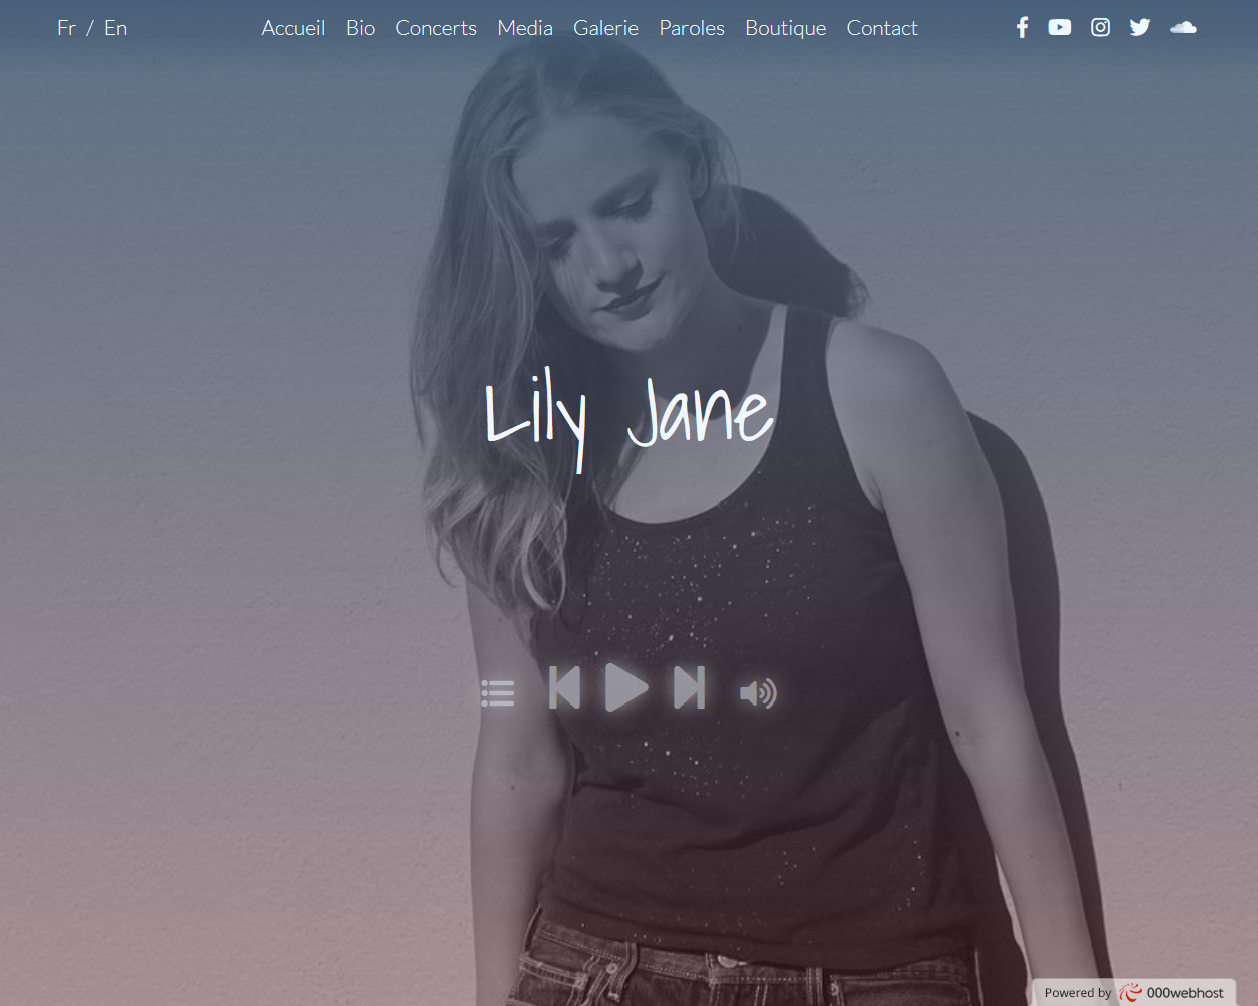 Fr / En Accueil Bio Concerts Media Galerie Paroles Boutique Contact
Lily Jane
Powered by 000webhost